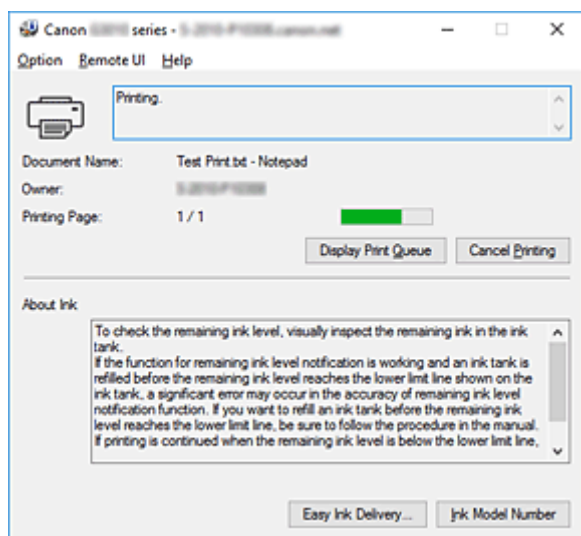 Canon series -
Option Remote UI Help
Printing.
Document Name: Test Print.txt - Notepad
Owner:
Printing Page: 1 / 1
Display Print Queue Cancel Printing
About Ink
To check the remaining ink level, visually inspect the remaining ink in the ink
tank.
If the function for remaining ink level notification is working and an ink tank is
refilled before the remaining ink level reaches the lower limit line shown on the
ink tank, a significant error may occur in the accuracy of remaining ink level
notification function. If you want to refill an ink tank before the remaining ink
level reaches the lower limit line, be sure to follow the procedure in the manual.
If printing is continued when the remaining ink level is below the lower limit line,
Easy Ink Delivery... Ink Model Number